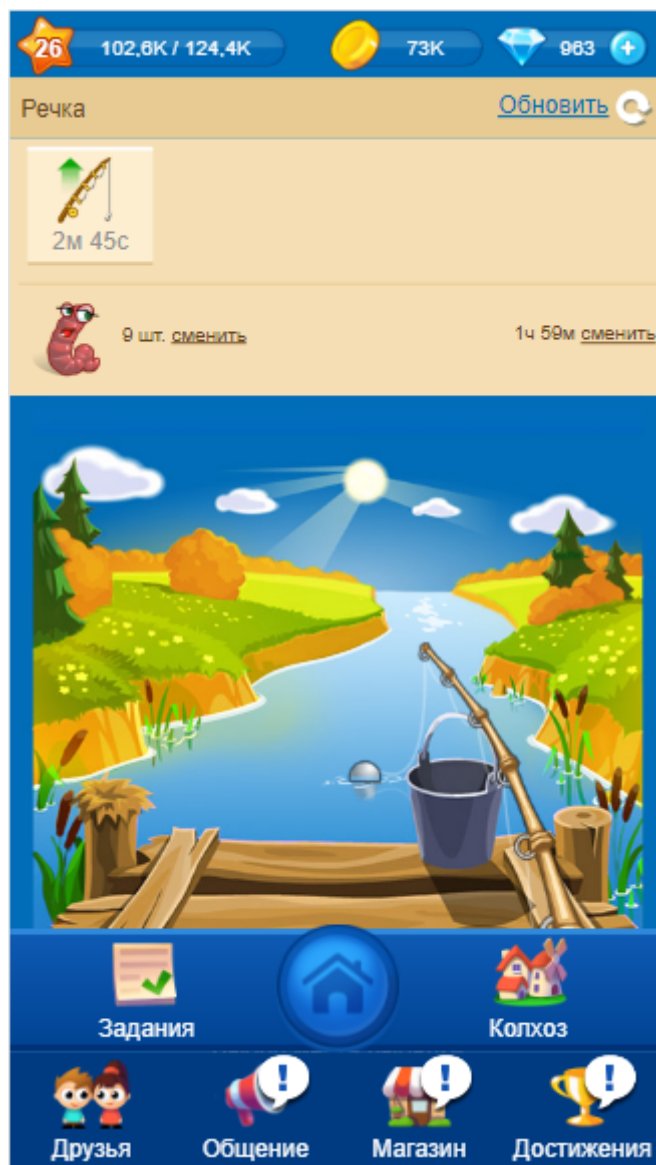 26 102,6K / 124,4K 73K 963 +
Речка Обновить
2м 45с
9 шт. сменить 1ч 59м сменить
Задания Колхоз
! ! !
Друзья Общение Магазин Достижения